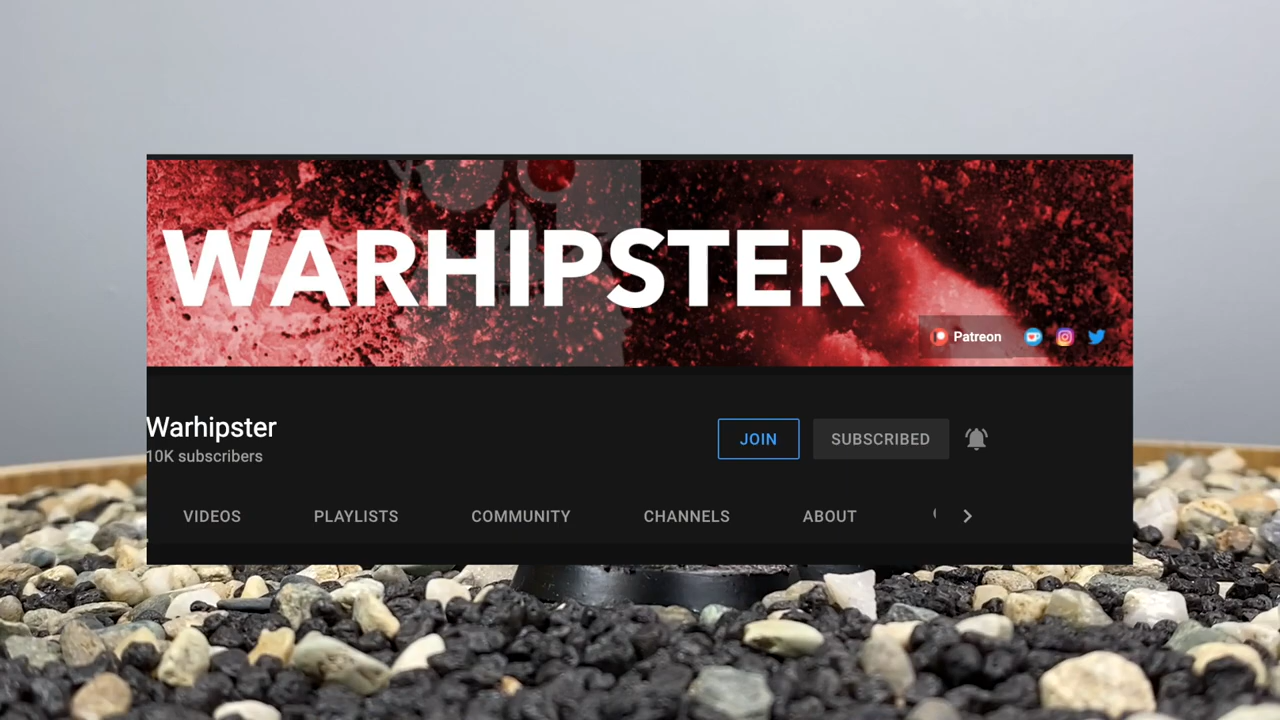 WARHIPSTER
Patreon
Warhipster
10K subscribers
JOIN
SUBSCRIBED
VIDEOS
PLAYLISTS
COMMUNITY
CHANNELS
ABOUT